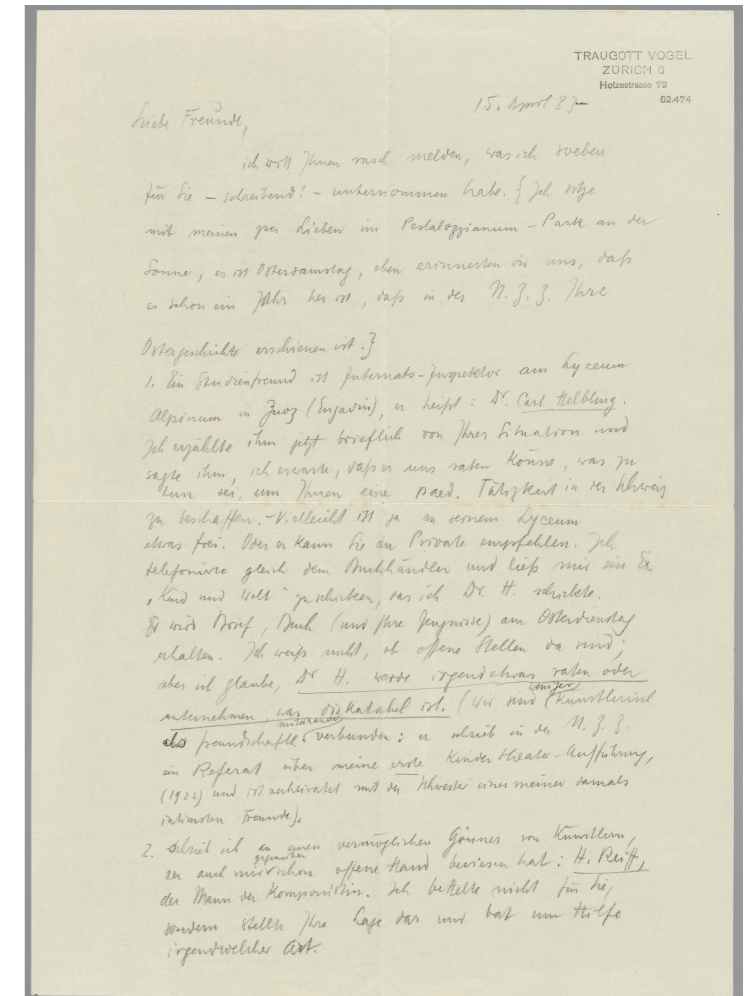 TRAUGOTT VOGEL
ZÜRICH 6
Hotzestrasse 72
62.474
15. April 33
Liebe Freunde,
ich will Ihnen rasch melden, was ich soeben
für Sie – schreibend! – unternommen habe. { Ich sitze
mit meinen zwei Lieben im Pestalozzianum-Park an der
Sonne, es ist Ostersamstag, eben erinnerten wir uns, daß
es schon ein Jahr her ist, daß in der N. Z. Z. Ihre
Ostergeschichte erschienen ist. }
1. Ein Studienfreund ist Internats-Inspektor am Lyceum
Alpinum in Zuoz (Engadin), er heißt: Dr. Carl Helbling.
Ich erzählte ihm jetzt brieflich von Ihrer Situation und
sagte ihm, ich erwarte, daß er uns raten könne, was zu
tun sei, um Ihnen eine paed. Tätigkeit in der Schweiz
zu beschaffen. – Vielleicht ist ja an seinem Lyceum
etwas frei. Oder er kann Sie an Private empfehlen. Ich
telefonierte gleich dem Buchhändler und ließ mir ein Ex
„Kind und Welt" zuschicken, das ich Dr. H. schickte.
Er wird Brief, Buch (und Ihre Zeugnisse) am Osterdienstag
erhalten. Ich weiß nicht, ob offene Stellen da sind;
aber ich glaube, Dr H. werde irgend etwas raten oder
unternehmen, was diskutabel ist. (Wir sind weniger künstlerisch
als freundschaftl. miteinander verbunden: er schrieb in der N. Z. Z.
ein Referat über meine erste Kindertheater-Aufführung,
(1922) und ist verheiratet mit der Schwester eines meiner damals
intimsten Freunde).
2. schrieb ich an einen vermöglichen Gönner von Künstlern,
der auch mir gegenüber schon offene Hand bewiesen hat: H. Reiff,
der Mann der Komponistin. Ich bettelte nicht für Sie,
sondern stellte Ihre Lage dar und bat um Hilfe
irgendwelcher Art.